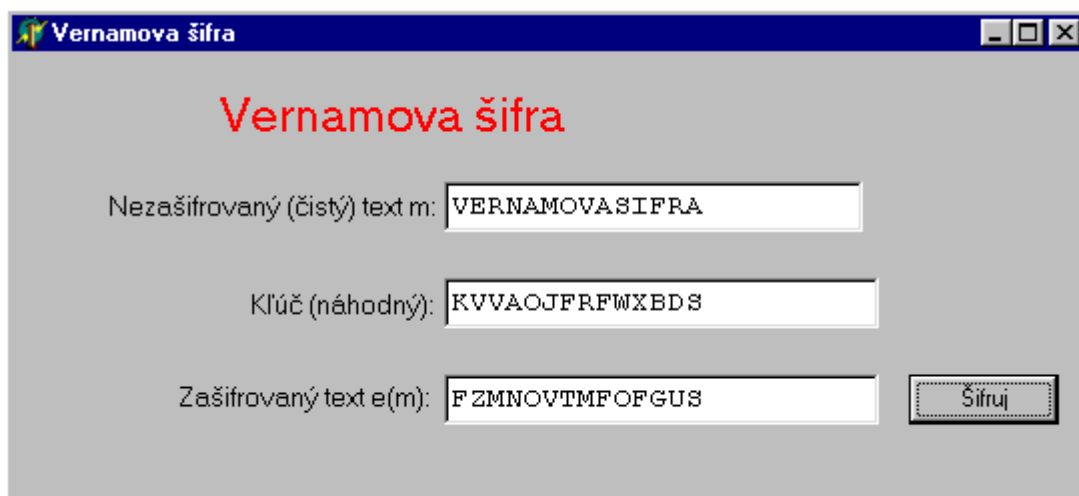 Vernamova šifra
Vernamova šifra
Nezašifrovaný (čistý) text m: VERNAMOVASIFRA
Kľúč (náhodný): KVVAOJFRFWXBDS
Zašifrovaný text e(m): FZMNOVTMFOFGUS Šifruj